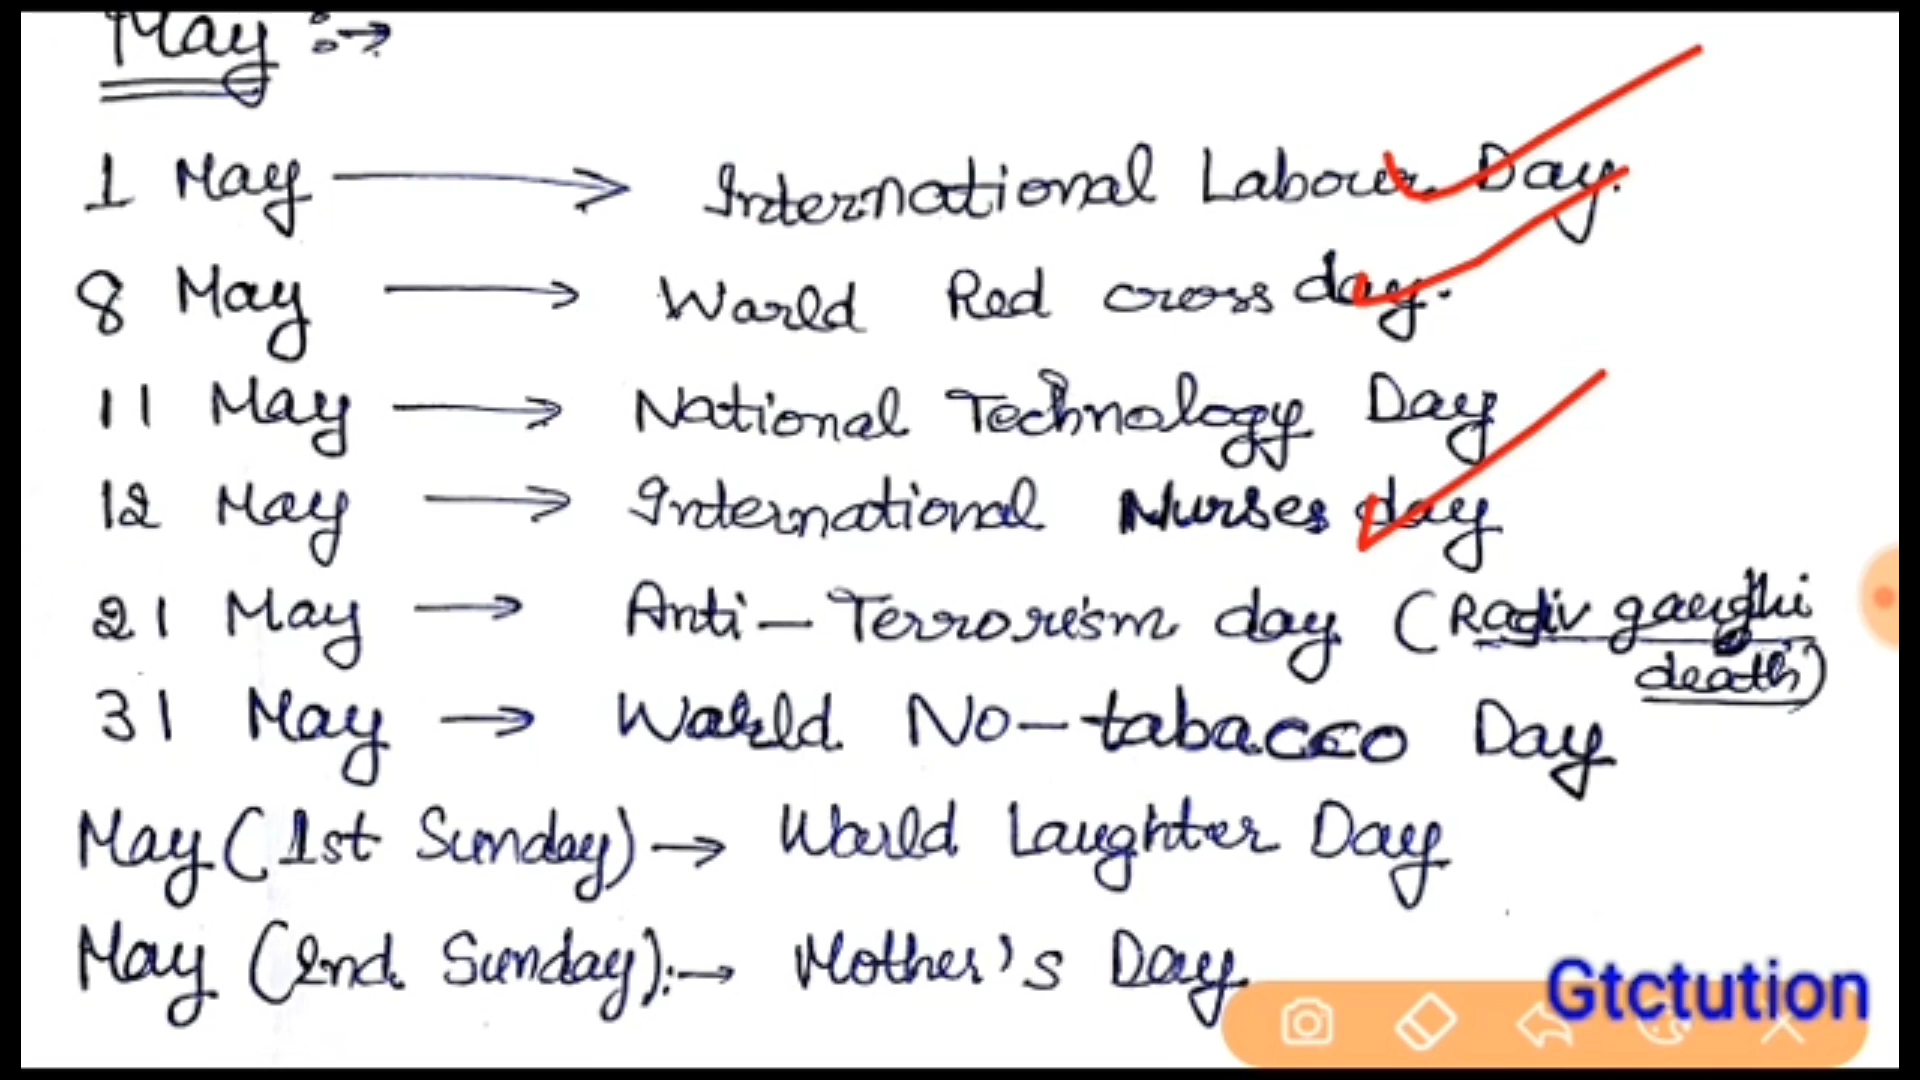 May :→
1 May → International Labour Day.
8 May → World Red cross day.
11 May → National Technology Day
12 May → International Nurses day
21 May → Anti-Terrorism day (Rajiv gandhi
death)
31 May → World No-tabacco Day
May (1st Sunday) → World Laughter Day
May (2nd Sunday):→ Mother's Day
Gtctution